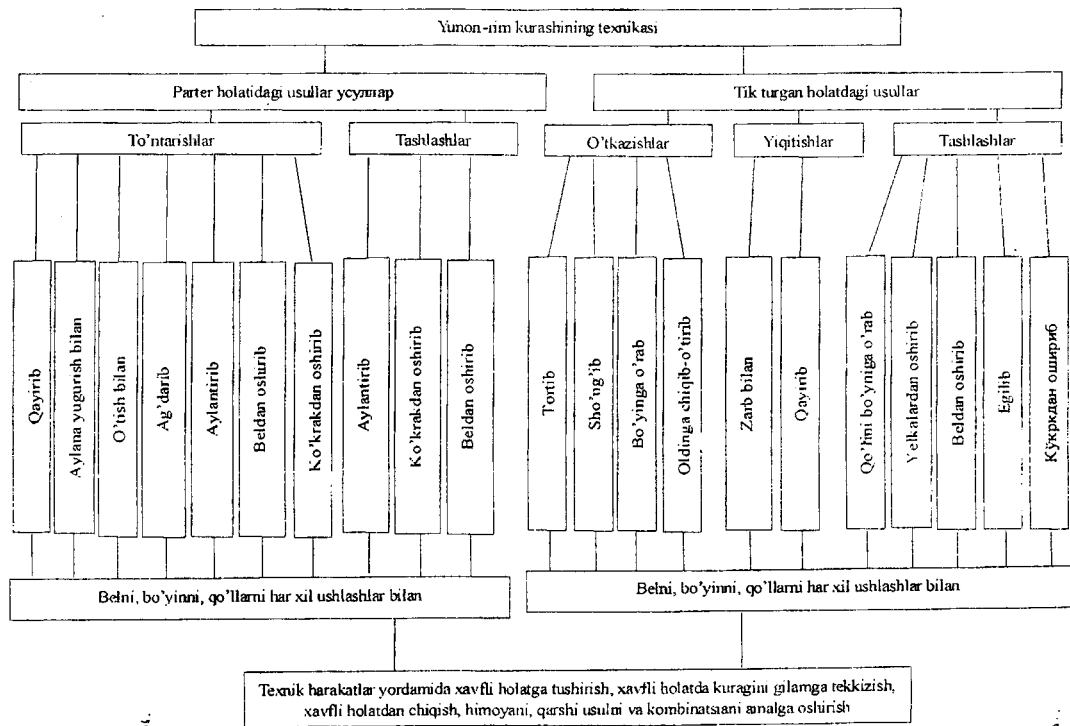 Yunon-rim kurashining texnikasi
Parter holatidagi usullar усуллар
Tik turgan holatdagi usullar
To'ntarishlar
Tashlashlar
O'tkazishlar
Yiqitishlar
Tashlashlar
Qayirib
Aylana yugurish bilan
O'tish bilan
Ag'darib
Aylantirib
Beldan oshirib
Ko'krakdan oshirib
Aylantirib
Ko'krakdan oshirib
Beldan oshirib
Tortib
Sho'ng'ib
Bo'yinga o'rab
Oldinga chiqib-o'tirib
Zarb bilan
Qayirib
Qo'lini bo'yniga o'rab
Yelkalardan oshirib
Beldan oshirib
Egilib
Кўкркдан ошириб
Belni, bo'yinni, qo'llarni har xil ushlashlar bilan
Belni, bo'yinni, qo'llarni har xil ushlashlar bilan
Texnik harakatlar yordamida xavfli holatga tushirish, xavfli holatda kuragini gilamga tekkizish,
xavfli holatdan chiqish, himoyani, qarshi usulni va kombinatsiani amalga oshirish